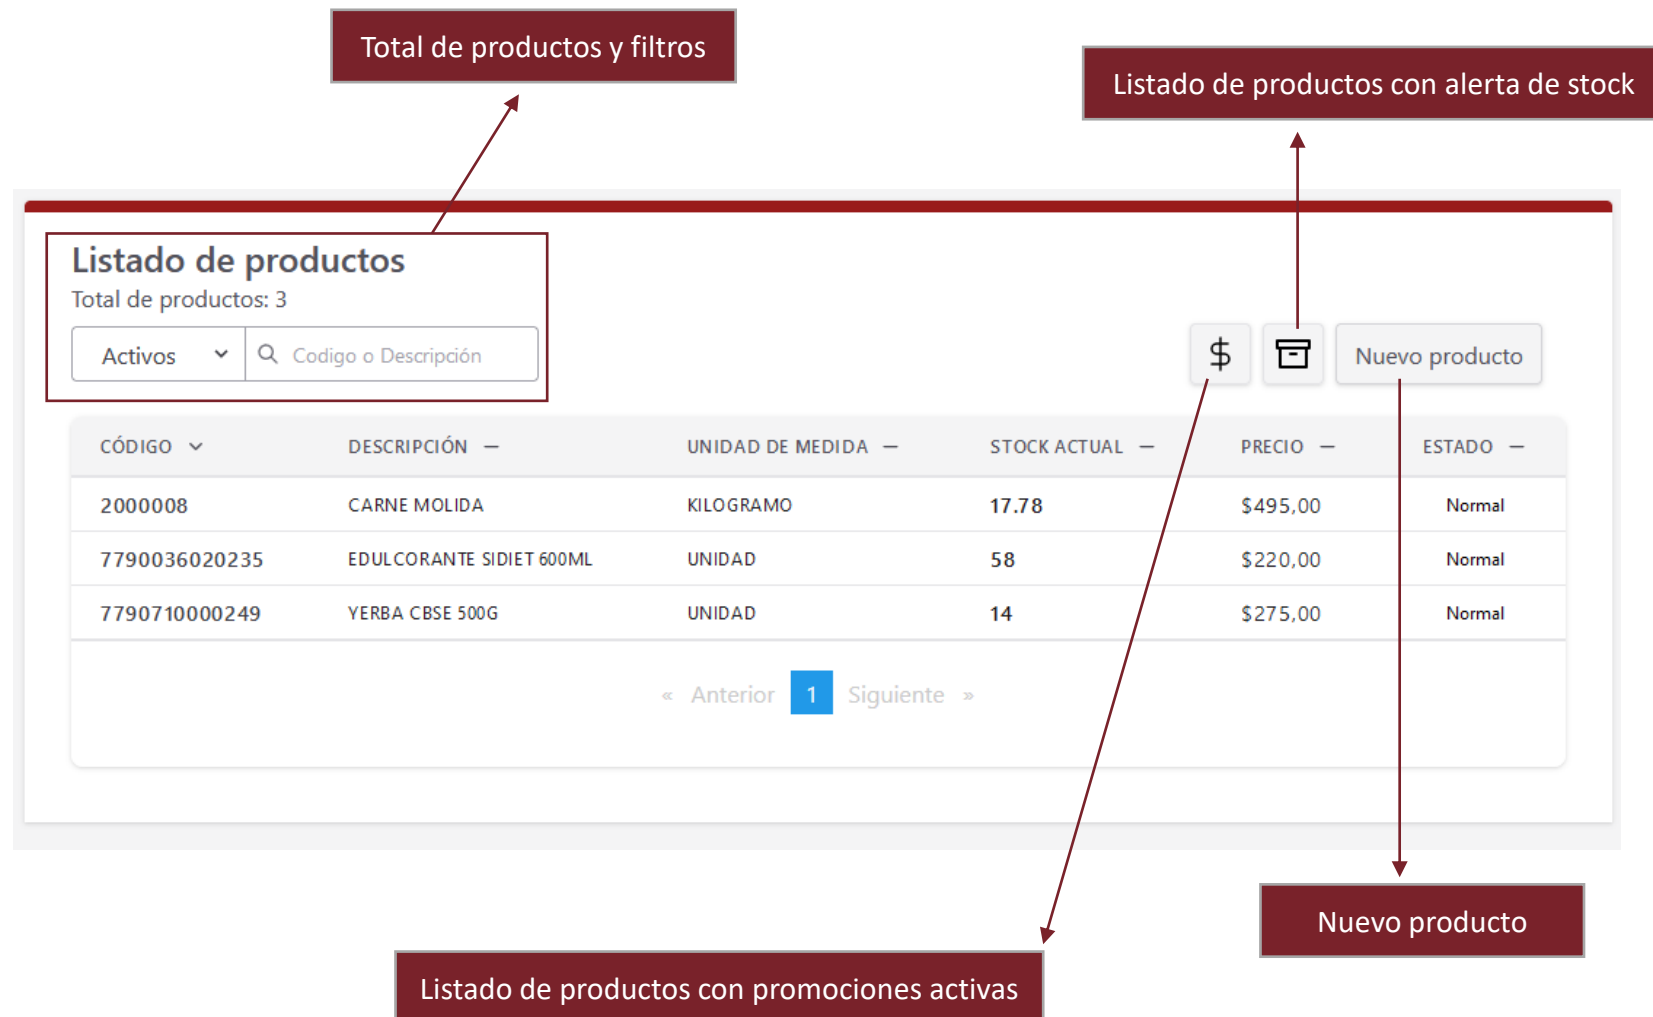 Total de productos y filtros
Listado de productos con alerta de stock
Listado de productos
Total de productos: 3
Activos Codigo o Descripción
Nuevo producto
CÓDIGO DESCRIPCIÓN UNIDAD DE MEDIDA STOCK ACTUAL PRECIO ESTADO
2000008 CARNE MOLIDA KILOGRAMO 17.78 $495,00 Normal
7790036020235 EDULCORANTE SIDIET 600ML UNIDAD 58 $220,00 Normal
7790710000249 YERBA CBSE 500G UNIDAD 14 $275,00 Normal
« Anterior 1 Siguiente »
Nuevo producto
Listado de productos con promociones activas